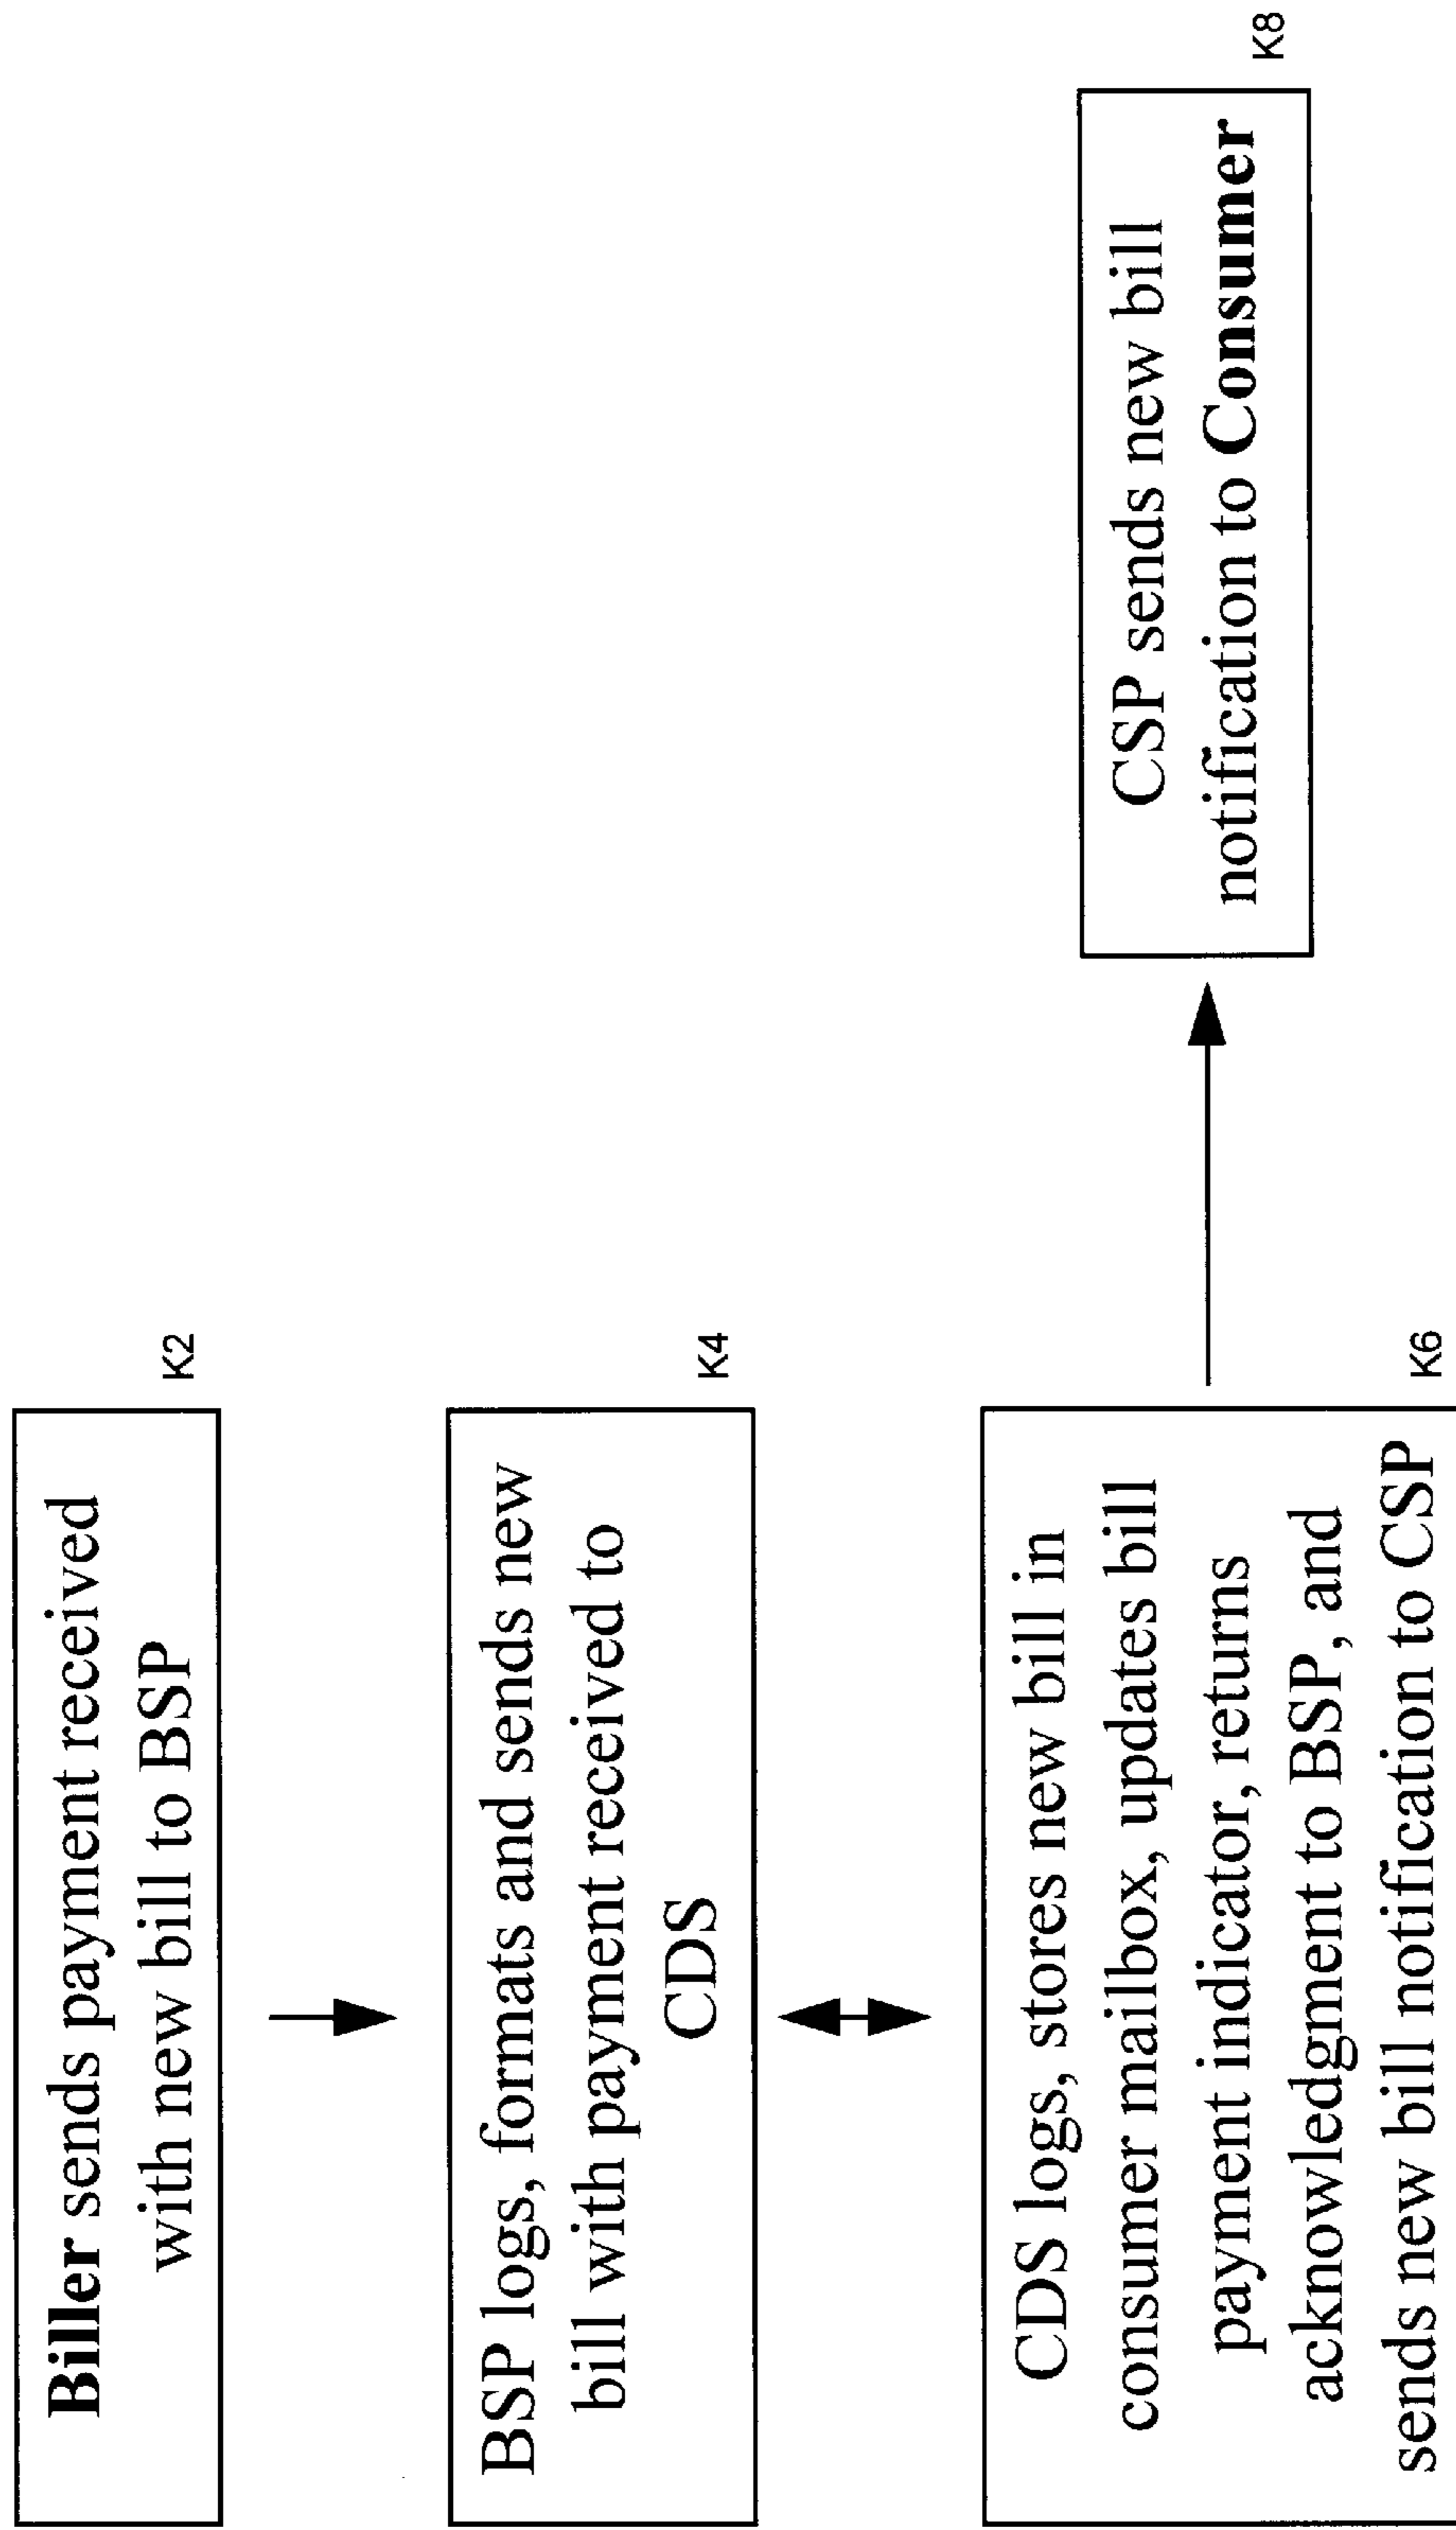 Biller sends payment received
with new bill to BSP
K2
BSP logs, formats and sends new
bill with payment received to
CDS
K4
CDS logs, stores new bill in
consumer mailbox, updates bill
payment indicator, returns
acknowledgment to BSP, and
sends new bill notification to CSP
K6
CSP sends new bill
notification to Consumer
K8